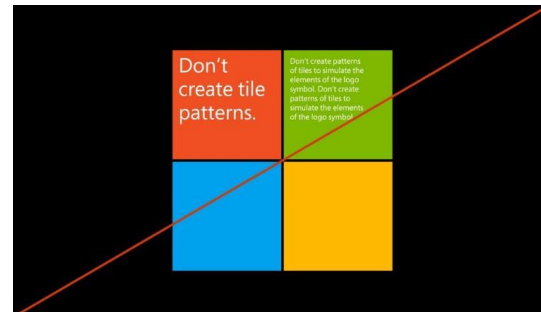 Don't
create tile
patterns.
Don't create patterns
of tiles to simulate the
elements of the logo
symbol. Don't create
patterns of tiles to
simulate the elements
of the logo symbol.